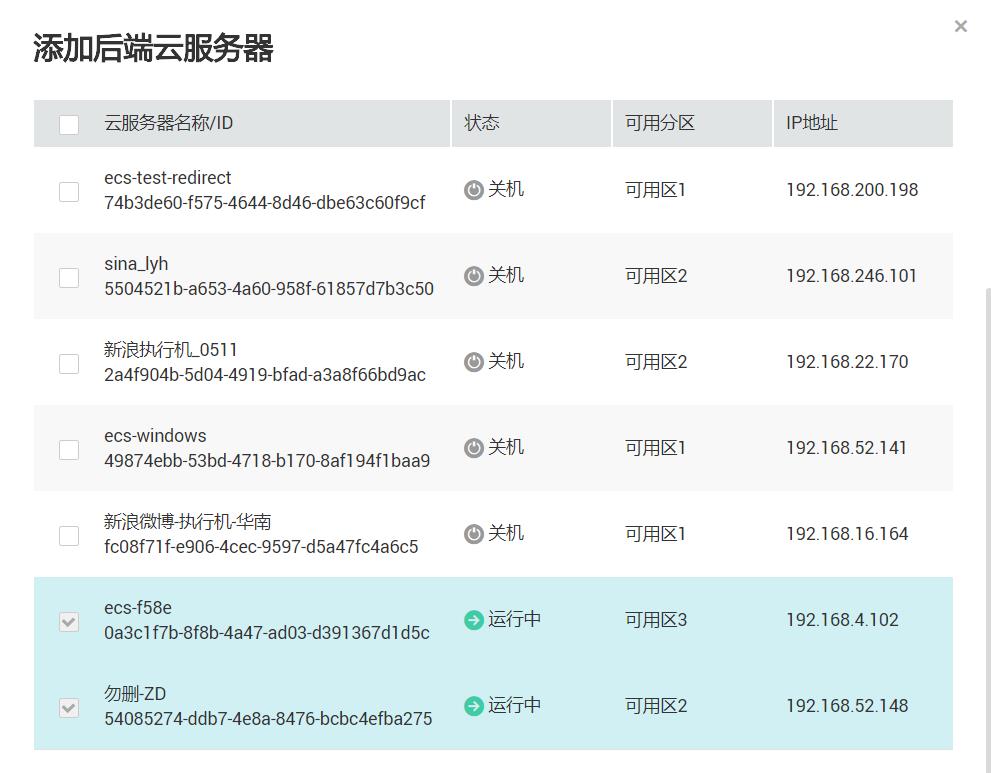 添加后端云服务器
云服务器名称/ID 状态 可用分区 IP地址
ecs-test-redirect
74b3de60-f575-4644-8d46-dbe63c60f9cf 关机 可用区1 192.168.200.198
sina_lyh
5504521b-a653-4a60-958f-61857d7b3c50 关机 可用区2 192.168.246.101
新浪执行机_0511
2a4f904b-5d04-4919-bfad-a3a8f66bd9ac 关机 可用区2 192.168.22.170
ecs-windows
49874ebb-53bd-4718-b170-8af194f1baa9 关机 可用区1 192.168.52.141
新浪微博-执行机-华南
fc08f71f-e906-4cec-9597-d5a47fc4a6c5 关机 可用区1 192.168.16.164
ecs-f58e
0a3c1f7b-8f8b-4a47-ad03-d391367d1d5c 运行中 可用区3 192.168.4.102
勿删-ZD
54085274-ddb7-4e8a-8476-bcbc4efba275 运行中 可用区2 192.168.52.148